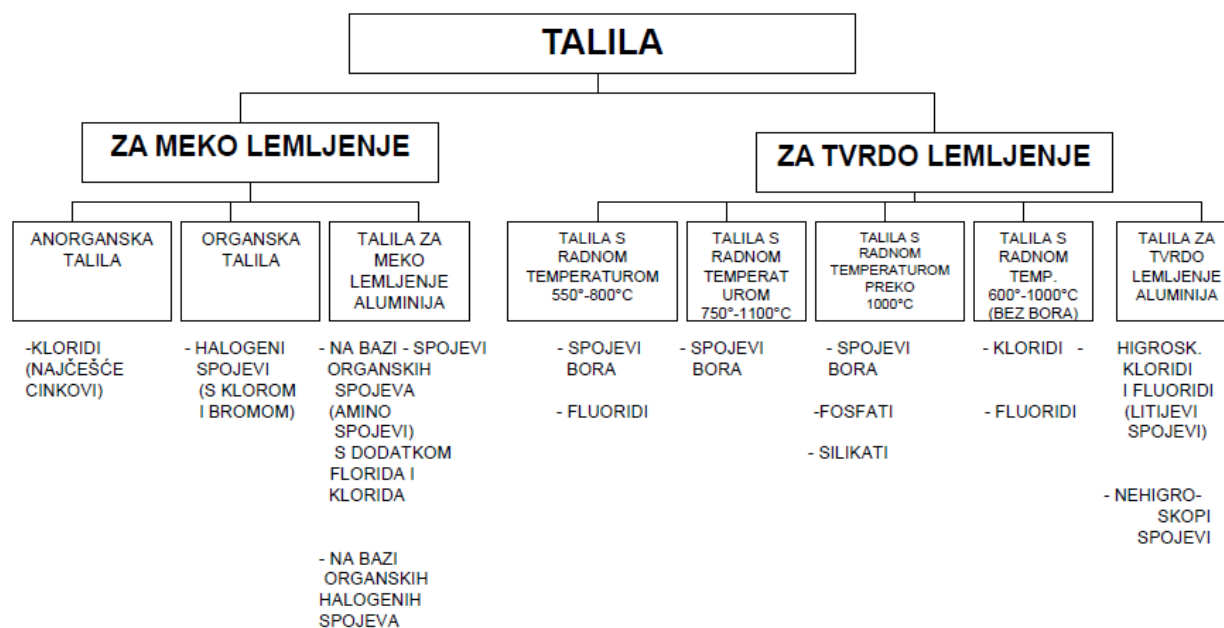 TALILA
ZA MEKO LEMLJENJE
ZA TVRDO LEMLJENJE
ANORGANSKA
TALILA
ORGANSKA
TALILA
TALILA ZA
MEKO
LEMLJENJE
ALUMINIJA
TALILA S
RADNOM
TEMPERATUROM
550°-800°C
TALILA S
RADNOM
TEMPERAT
UROM
750°-1100°C
TALILA S
RADNOM
TEMPERATUROM
PREKO
1000°C
TALILA S
RADNOM
TEMP.
600°-1000°C
(BEZ BORA)
TALILA ZA
TVRDO
LEMLJENJE
ALUMINIJA
-KLORIDI
(NAJČEŠĆE
CINKOVI)
- HALOGENI
SPOJEVI
(S KLOROM
I BROMOM)
- NA BAZI - SPOJEVI
ORGANSKIH
SPOJEVA
(AMINO
SPOJEVI)
S DODATKOM
FLORIDA I
KLORIDA
- NA BAZI
ORGANSKIH
HALOGENIH
SPOJEVA
- SPOJEVI
BORA
- FLUORIDI
- SPOJEVI
BORA
- SPOJEVI
BORA
-FOSFATI
- SILIKATI
- KLORIDI -
- FLUORIDI
HIGROSK.
KLORIDI
I FLUORIDI
(LITIJEVI
SPOJEVI)
- NEHIGRO-
SKOPI
SPOJEVI